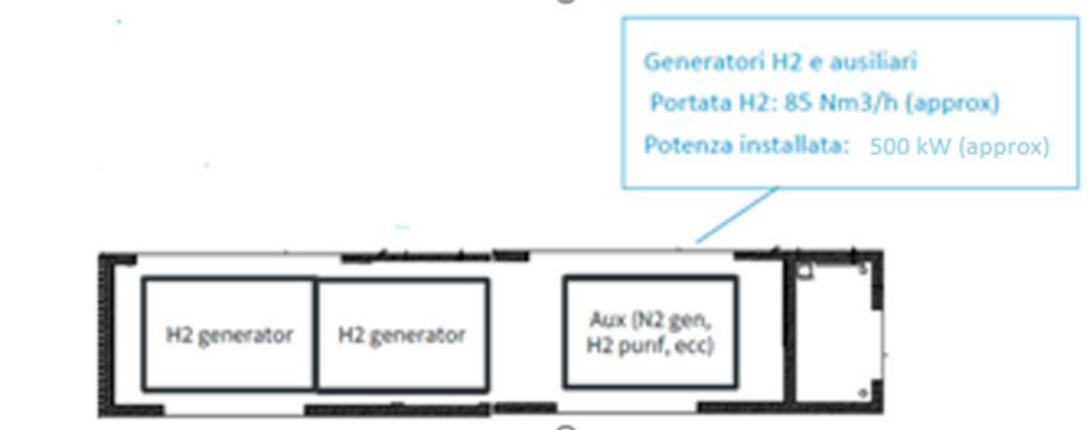 Generatori H2 e ausiliari
Portata H2: 85 Nm3/h (approx)
Potenza installata: 500 kW (approx)
H2 generator
H2 generator
Aux (N2 gen,
H2 purif, ecc)